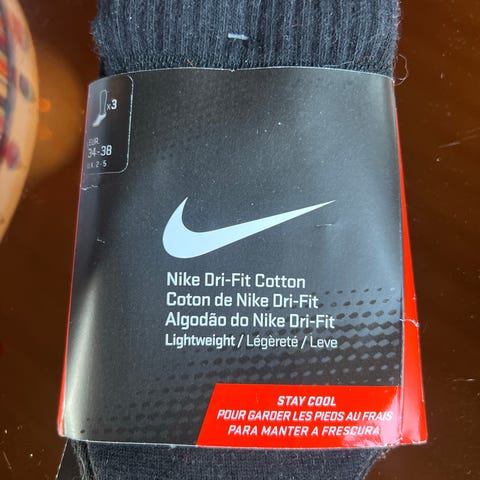 x3
EUR.
34-38
U.K. 2-5
Nike Dri-Fit Cotton
Coton de Nike Dri-Fit
Algodão do Nike Dri-Fit
Lightweight / Légèreté / Leve
STAY COOL
POUR GARDER LES PIEDS AU FRAIS
PARA MANTER A FRESCURA